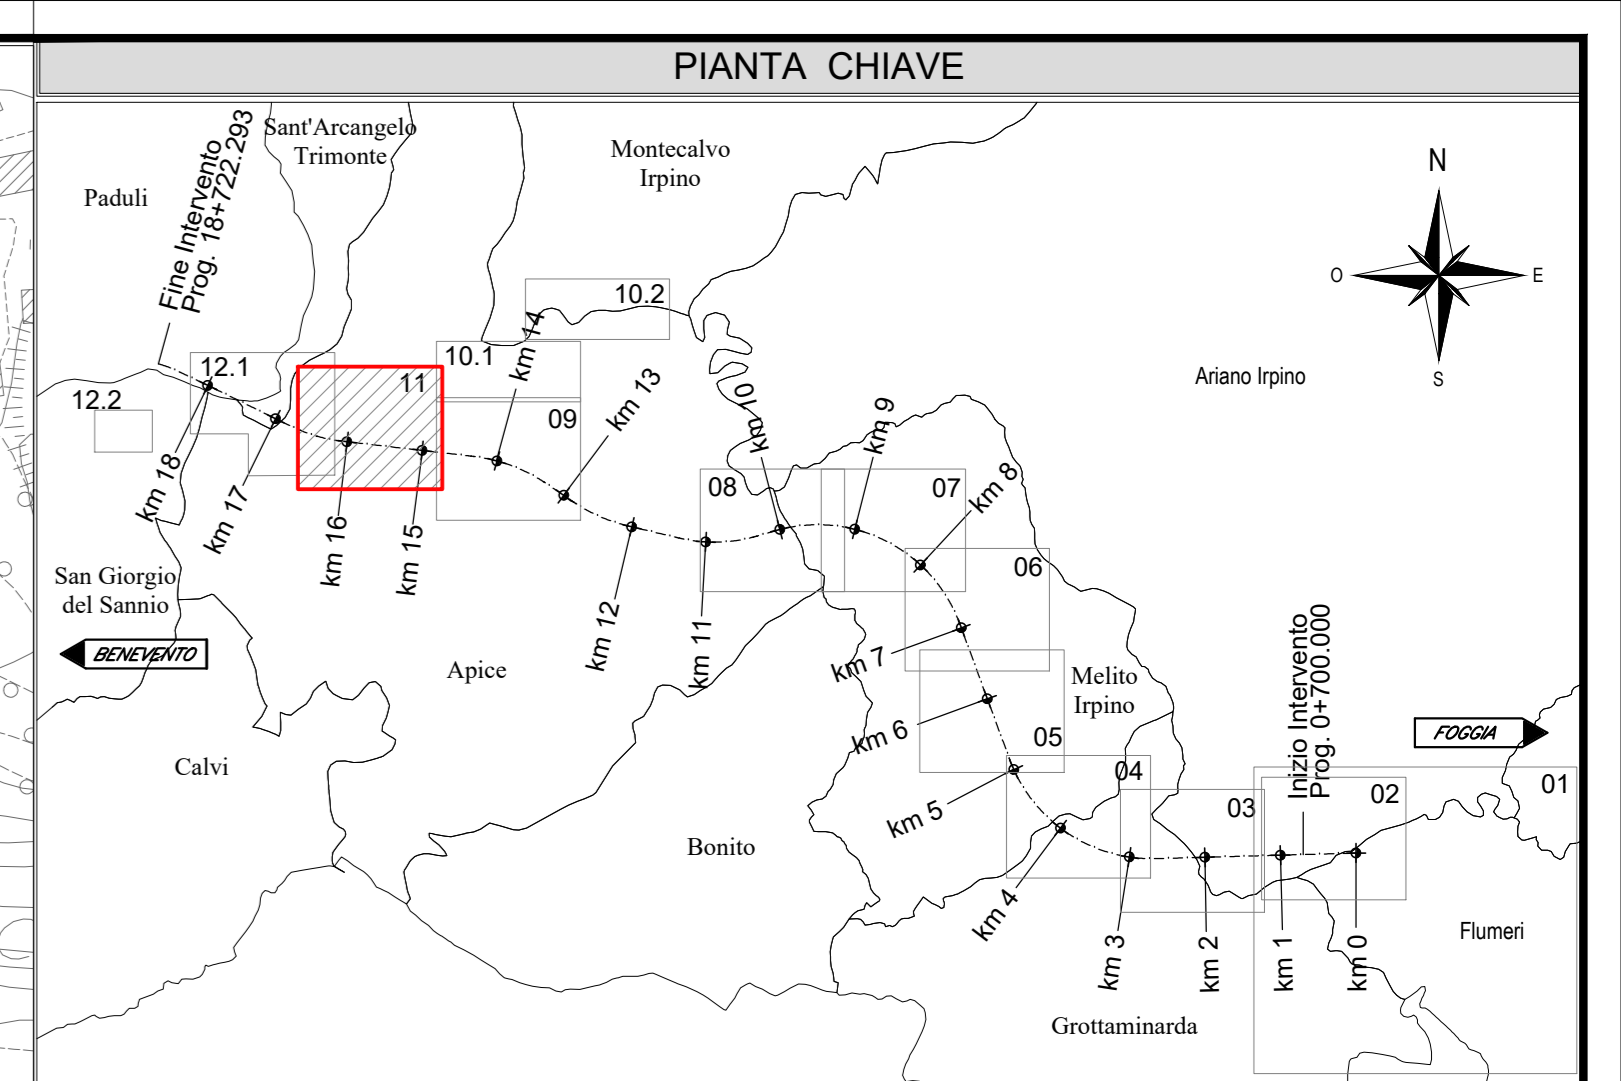 PIANTA CHIAVE
Sant'Arcangelo
Trimonte
Montecalvo
Irpino
Paduli
Fine Intervento
Prog. 18+722.293
N
O
E
S
10.2
km 14
10.1
12.1
11
12.2
09
km 13
Ariano Irpino
km 10
km 9
08
07
km 8
km 18
km 17
km 16
km 15
06
San Giorgio
del Sannio
BENEVENTO
km 12
km 11
km 7
Apice
Melito
Irpino
Inizio Intervento
Prog. 0+700.000
FOGGIA
km 6
05
Calvi
04
03
02
01
km 5
Bonito
km 4
km 3
km 2
km 1
km 0
Flumeri
Grottaminarda